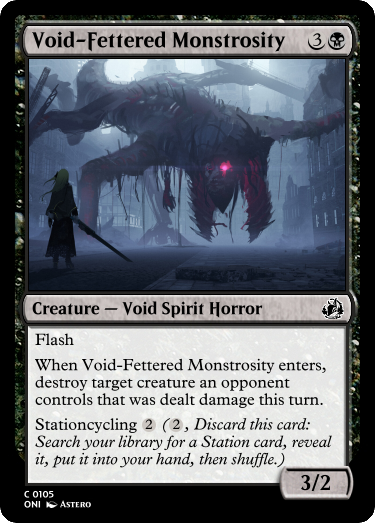 Void-Fettered Monstrosity 3
Creature — Void Spirit Horror
Flash
When Void-Fettered Monstrosity enters,
destroy target creature an opponent
controls that was dealt damage this turn.
Stationcycling 2 (2, Discard this card:
Search your library for a Station card, reveal
it, put it into your hand, then shuffle.)
3/2
C 0105
ONI Astero